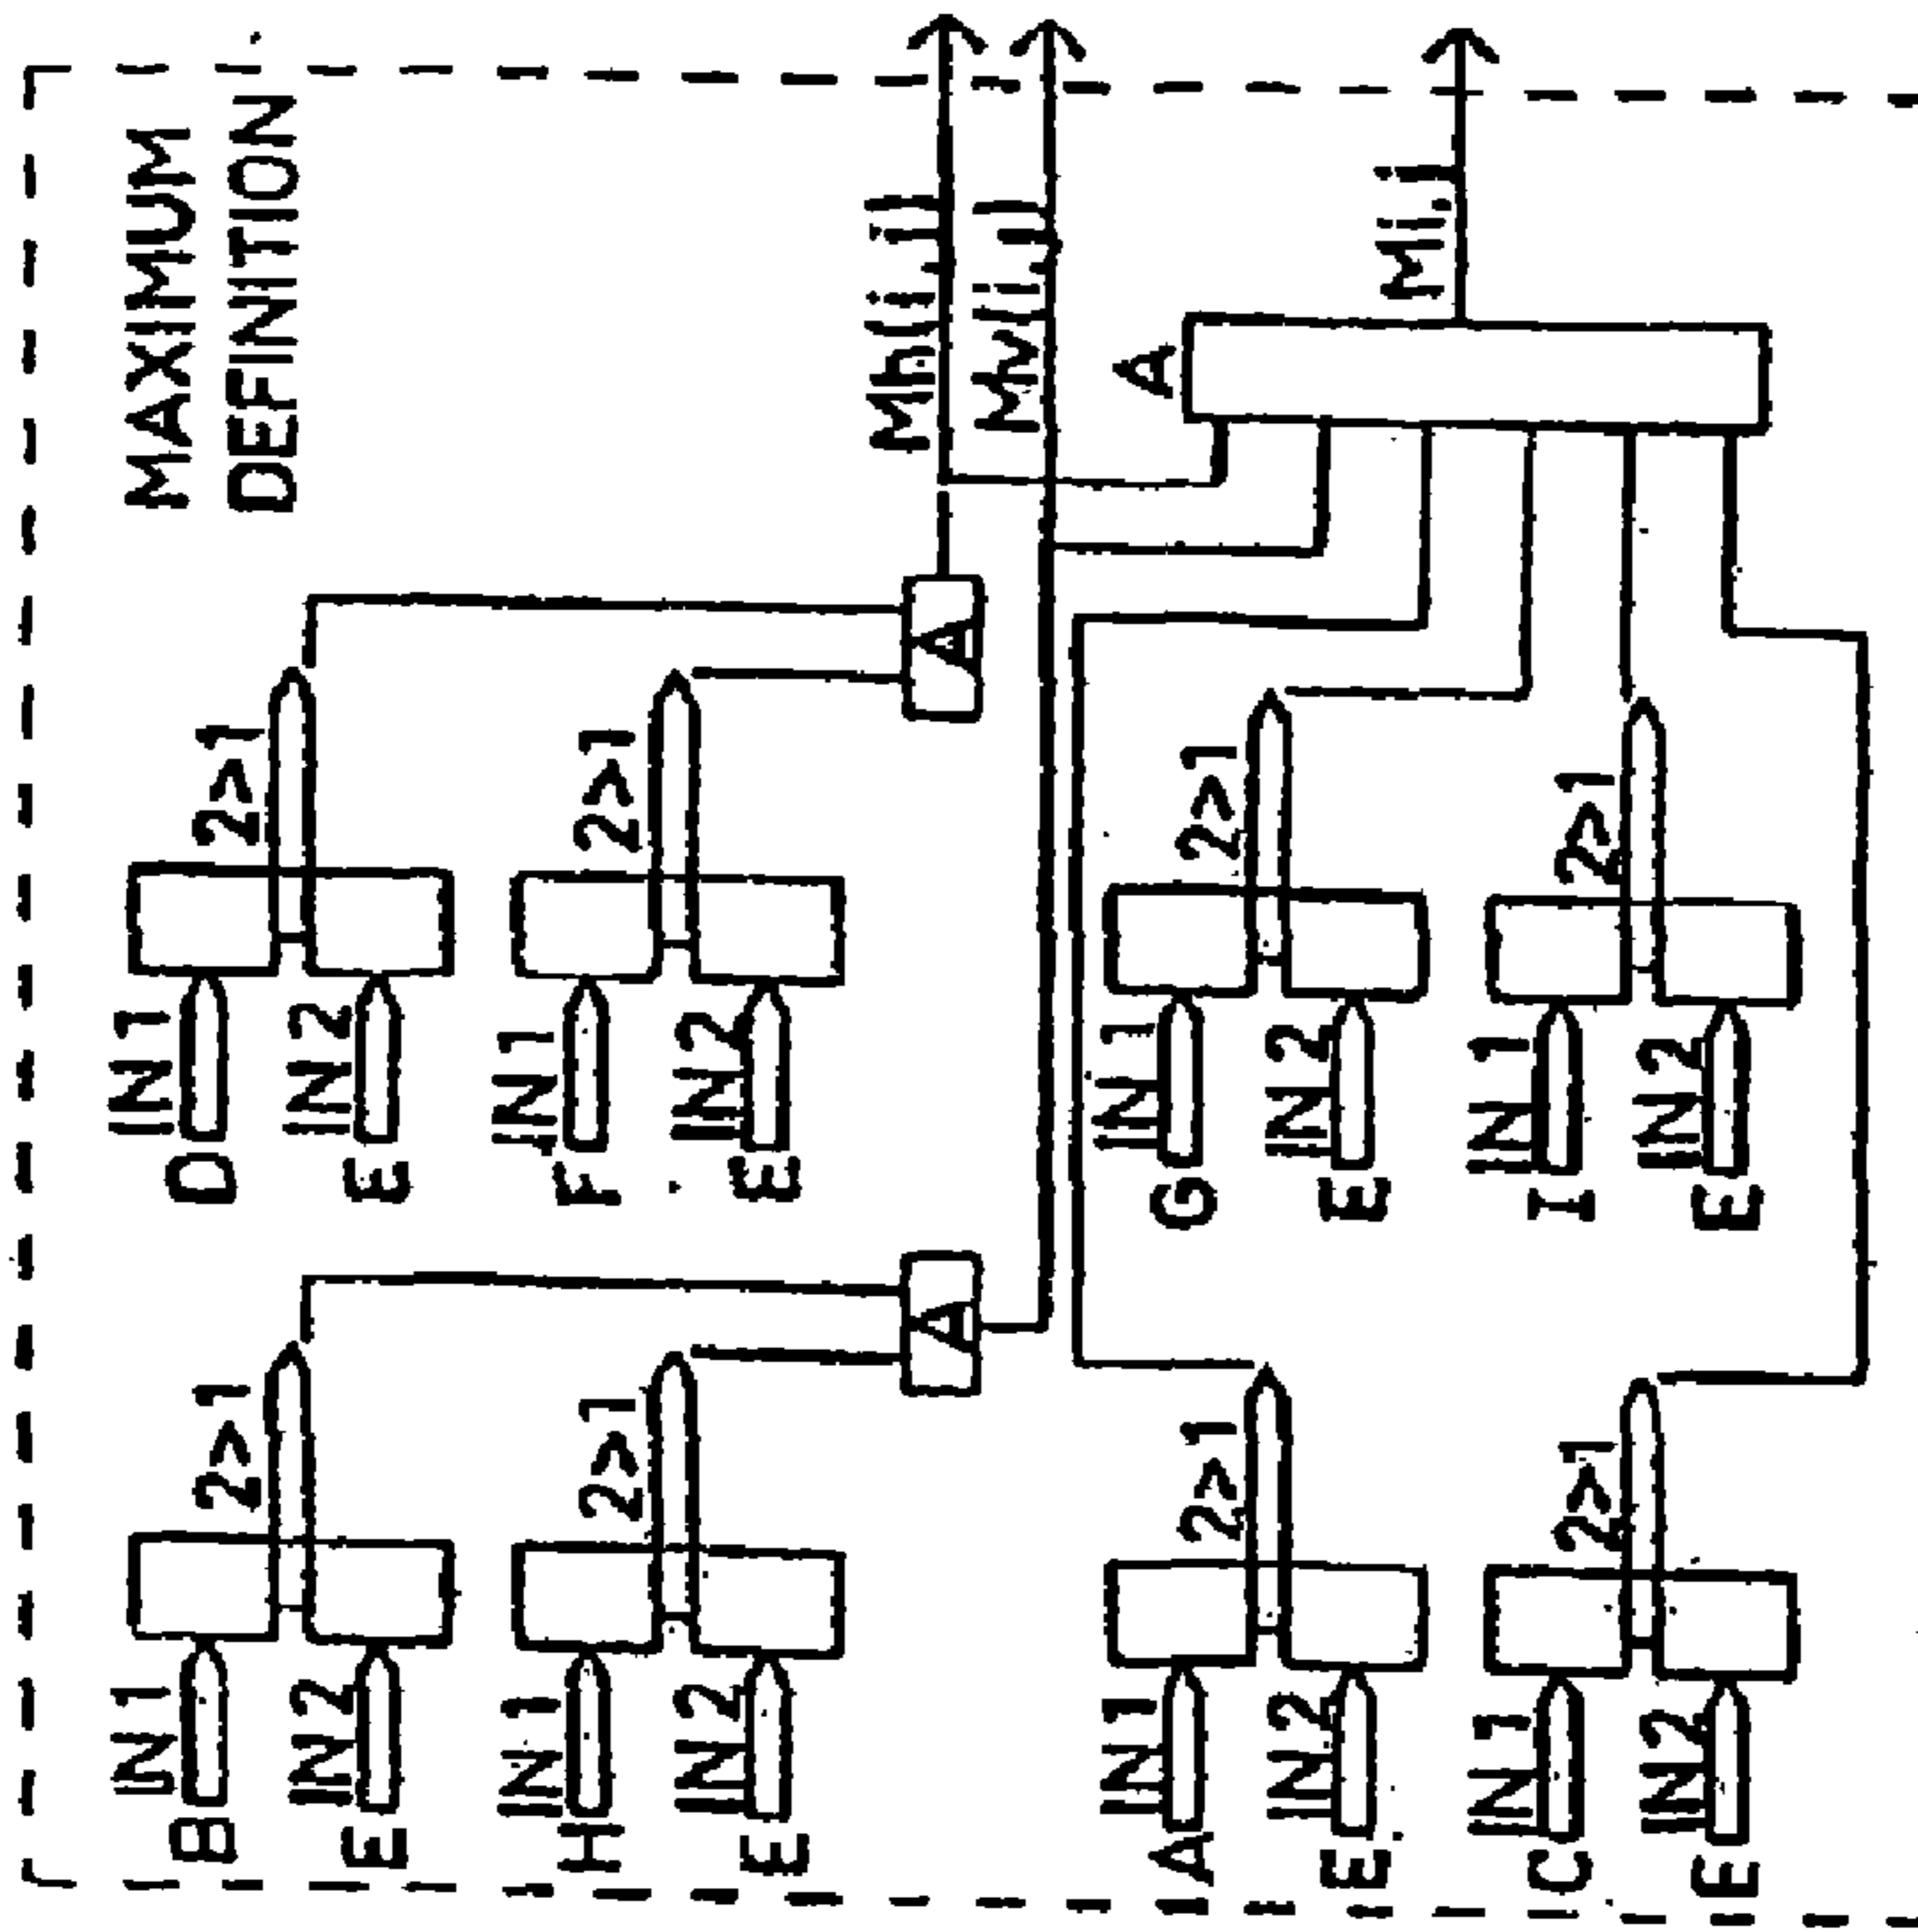 MAXIMUM
DEFINITION
IN1
B
2>1
IN2
E
IN1
D
2>1
IN2
E
IN1
H
2>1
IN2
E
IN1
F
2>1
IN2
E
A
A
Mh(i,j)
Mv(i,j)
IN1
A
2>1
IN2
E
IN1
G
2>1
IN2
E
A
Mi,j
IN1
C
2>1
IN2
E
IN1
I
2>1
IN2
E